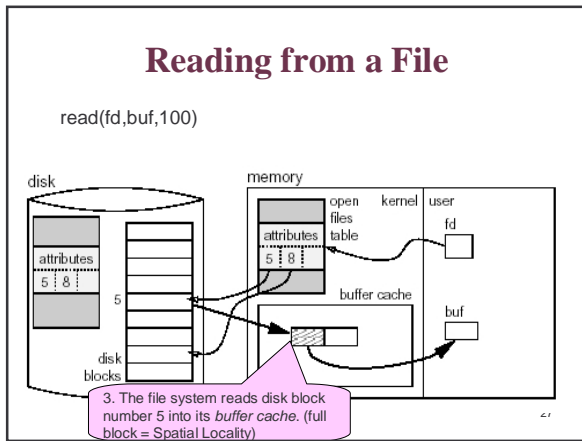 Reading from a File
read(fd,buf,100)
disk
memory
open
files
table
kernel
user
fd
attributes
attributes
5 8
5 8
5
buffer cache
buf
disk
blocks
3. The file system reads disk block
number 5 into its buffer cache. (full
block = Spatial Locality)